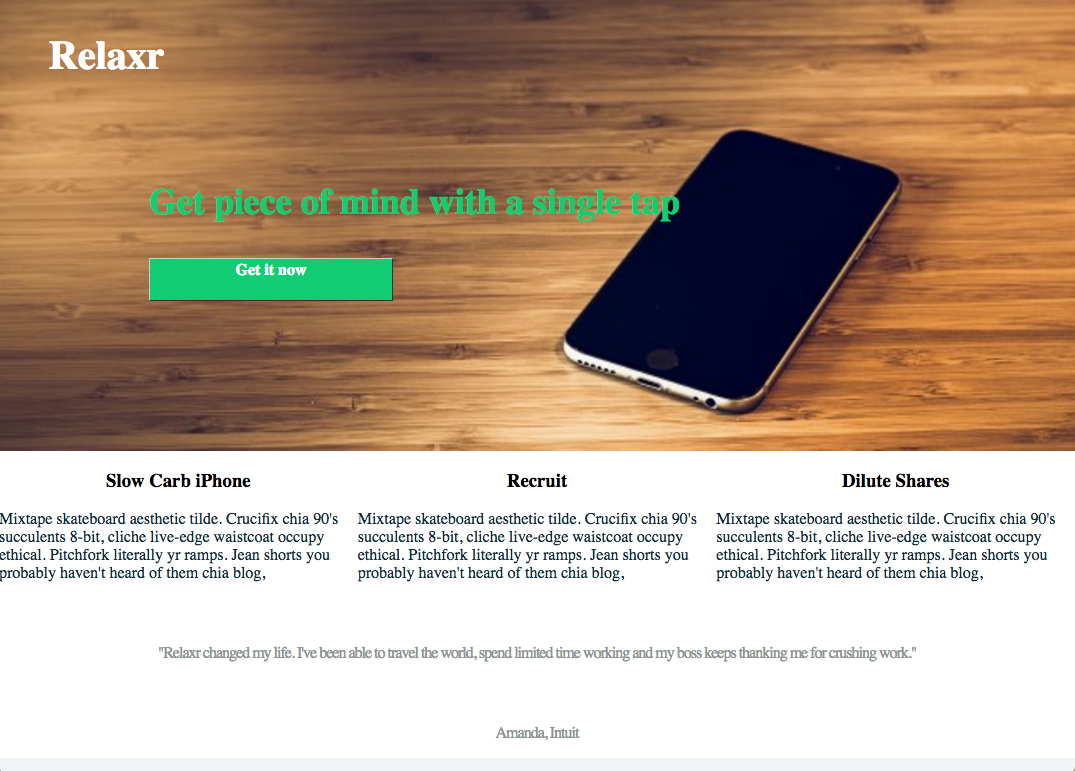 Relaxr
Get piece of mind with a single tap
Get it now
Slow Carb iPhone
Mixtape skateboard aesthetic tilde. Crucifix chia 90's
succulents 8-bit, cliche live-edge waistcoat occupy
ethical. Pitchfork literally yr ramps. Jean shorts you
probably haven't heard of them chia blog,
Recruit
Mixtape skateboard aesthetic tilde. Crucifix chia 90's
succulents 8-bit, cliche live-edge waistcoat occupy
ethical. Pitchfork literally yr ramps. Jean shorts you
probably haven't heard of them chia blog,
Dilute Shares
Mixtape skateboard aesthetic tilde. Crucifix chia 90's
succulents 8-bit, cliche live-edge waistcoat occupy
ethical. Pitchfork literally yr ramps. Jean shorts you
probably haven't heard of them chia blog,
"Relaxr changed my life. I've been able to travel the world, spend limited time working and my boss keeps thanking me for crushing work."
Amanda, Intuit